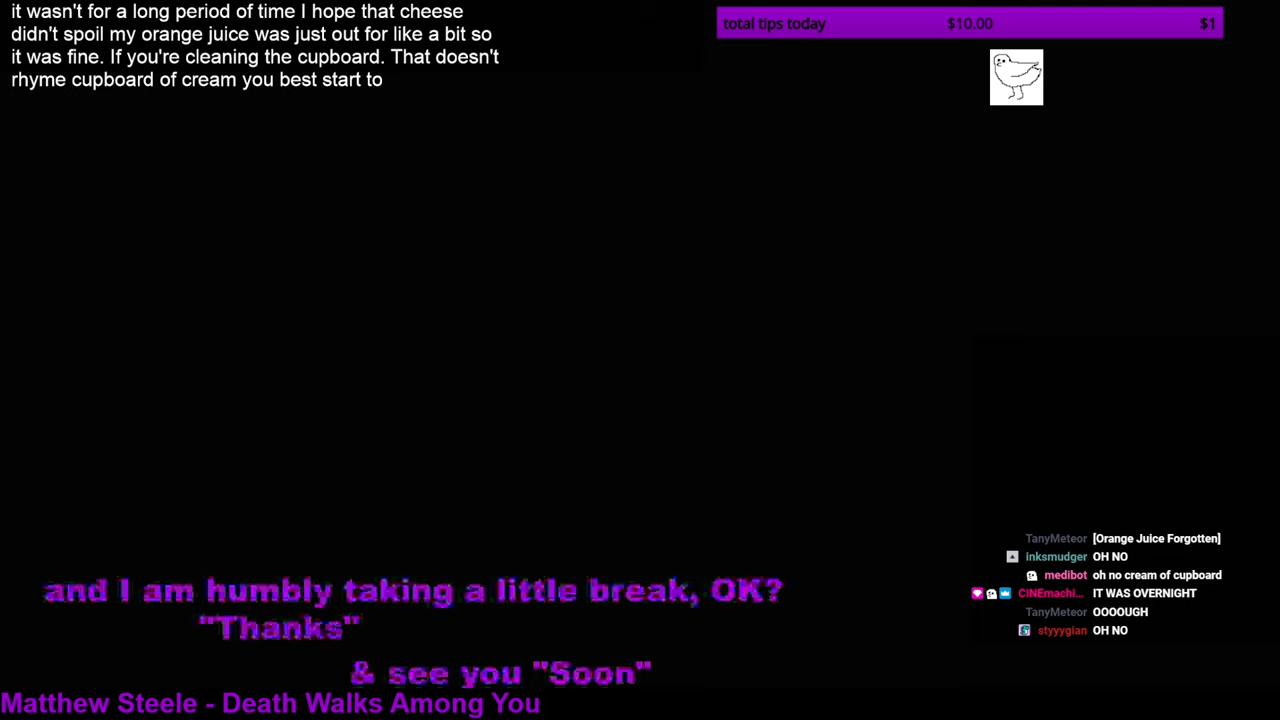 it wasn't for a long period of time I hope that cheese
didn't spoil my orange juice was just out for like a bit so
it was fine. If you're cleaning the cupboard. That doesn't
rhyme cupboard of cream you best start to
total tips today $10.00 $1
TanyMeteor [Orange Juice Forgotten]
inksmudger OH NO
medibot oh no cream of cupboard
CINEmachi... IT WAS OVERNIGHT
TanyMeteor OOOOUGH
styyygian OH NO
and I am humbly taking a little break, OK?
"Thanks"
& see you "Soon"
Matthew Steele - Death Walks Among You